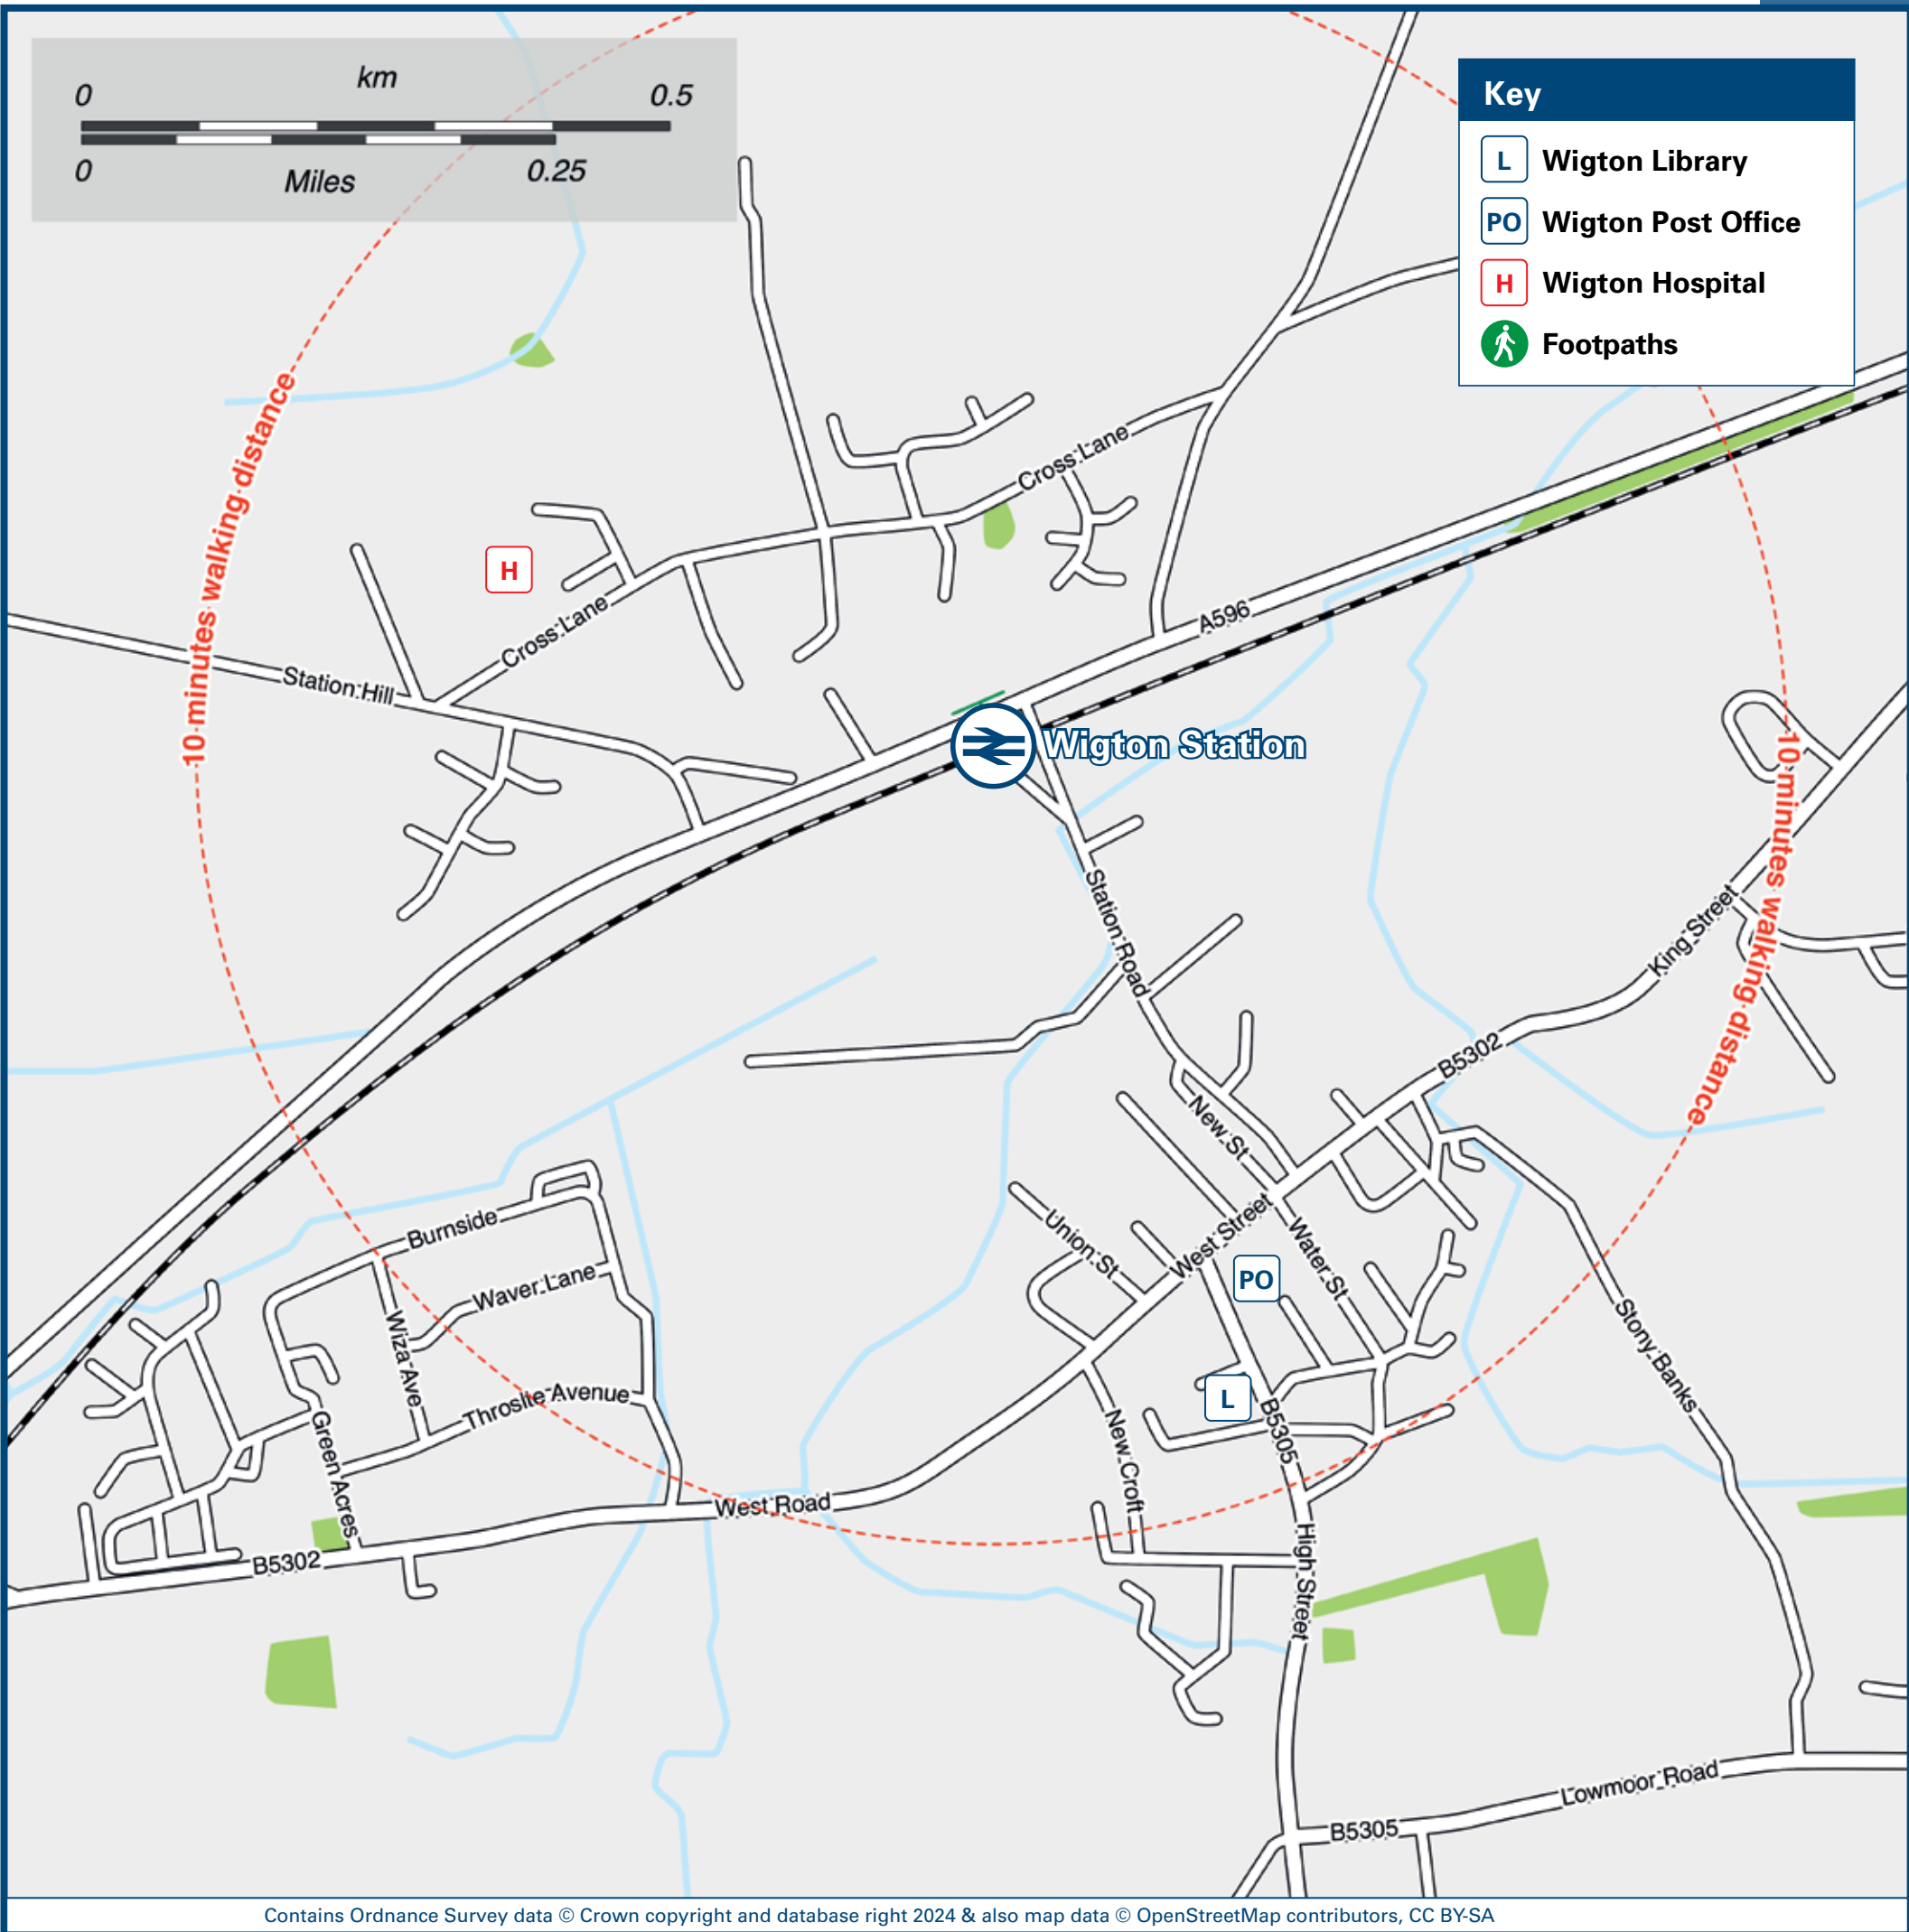 km
0 0.5
0 0.25
Miles
Key
L Wigton Library
PO Wigton Post Office
H Wigton Hospital
Footpaths
10 minutes walking distance
Cross Lane
H
Cross Lane
A596
Station Hill
Wigton Station
10 minutes walking distance
Station Road
King Street
B5302
New St
Burnside
Union St
West Street
Water St
PO
Waver Lane
Wiza Ave
Stony Banks
Throsite Avenue
L
B5305
Green Acres
New Croft
West Road
B5302
High Street
Lowmoor Road
B5305
Contains Ordnance Survey data © Crown copyright and database right 2024 & also map data © OpenStreetMap contributors, CC BY-SA